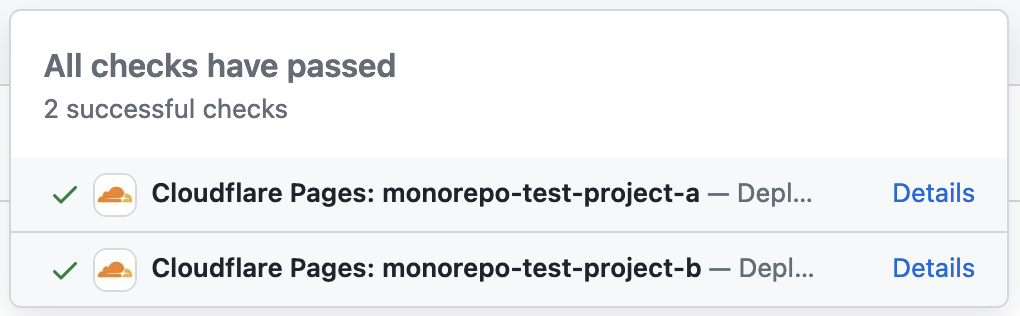 All checks have passed
2 successful checks
Cloudflare Pages: monorepo-test-project-a — Depl... Details
Cloudflare Pages: monorepo-test-project-b — Depl... Details